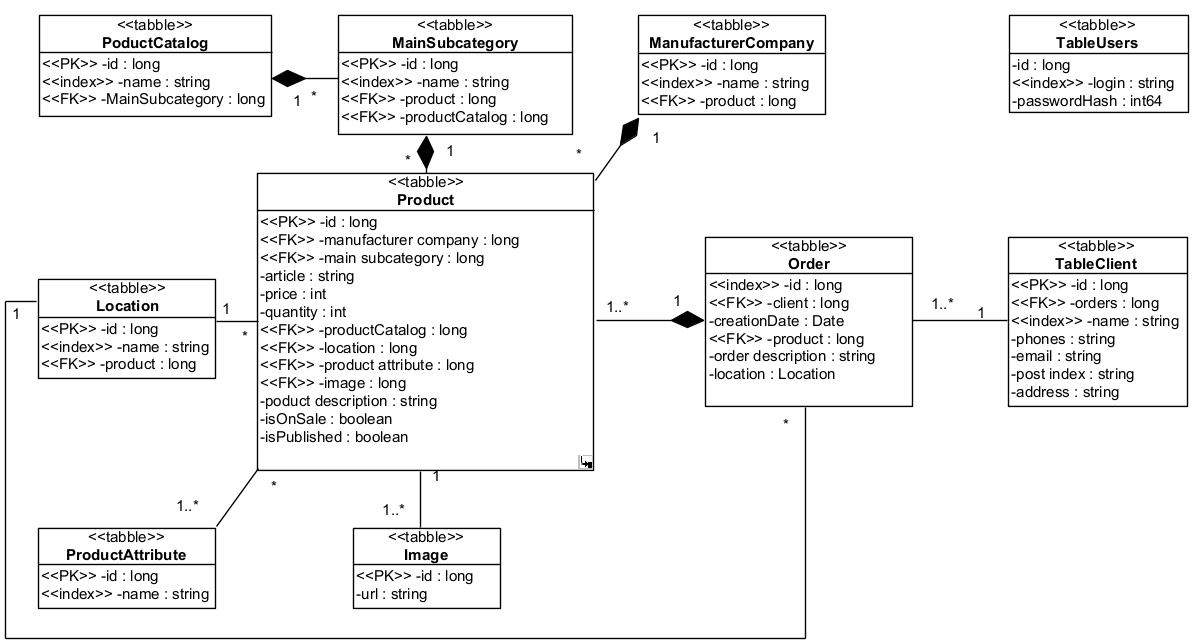 <<tabble>>
PoductCatalog
<<PK>> -id : long
<<index>> -name : string
<<FK>> -MainSubcategory : long
1
*
<<tabble>>
MainSubcategory
<<PK>> -id : long
<<index>> -name : string
<<FK>> -product : long
<<FK>> -productCatalog : long
*
1
<<tabble>>
ManufacturerCompany
<<PK>> -id : long
<<index>> -name : string
<<FK>> -product : long
*
1
<<tabble>>
TableUsers
-id : long
<<index>> -login : string
-passwordHash : int64
<<tabble>>
Product
<<PK>> -id : long
<<FK>> -manufacturer company : long
<<FK>> -main subcategory : long
-article : string
-price : int
-quantity : int
<<FK>> -productCatalog : long
<<FK>> -location : long
<<FK>> -product attribute : long
<<FK>> -image : long
-poduct description : string
-isOnSale : boolean
-isPublished : boolean
1..*
1
<<tabble>>
Order
<<index>> -id : long
<<FK>> -client : long
-creationDate : Date
<<FK>> -product : long
-order description : string
-location : Location
1..*
1
<<tabble>>
TableClient
<<PK>> -id : long
<<FK>> -orders : long
<<index>> -name : string
-phones : string
-email : string
-post index : string
-address : string
1
<<tabble>>
Location
<<PK>> -id : long
<<index>> -name : string
<<FK>> -product : long
1
*
*
*
1..*
1
1..*
<<tabble>>
ProductAttribute
<<PK>> -id : long
<<index>> -name : string
<<tabble>>
Image
<<PK>> -id : long
-url : string